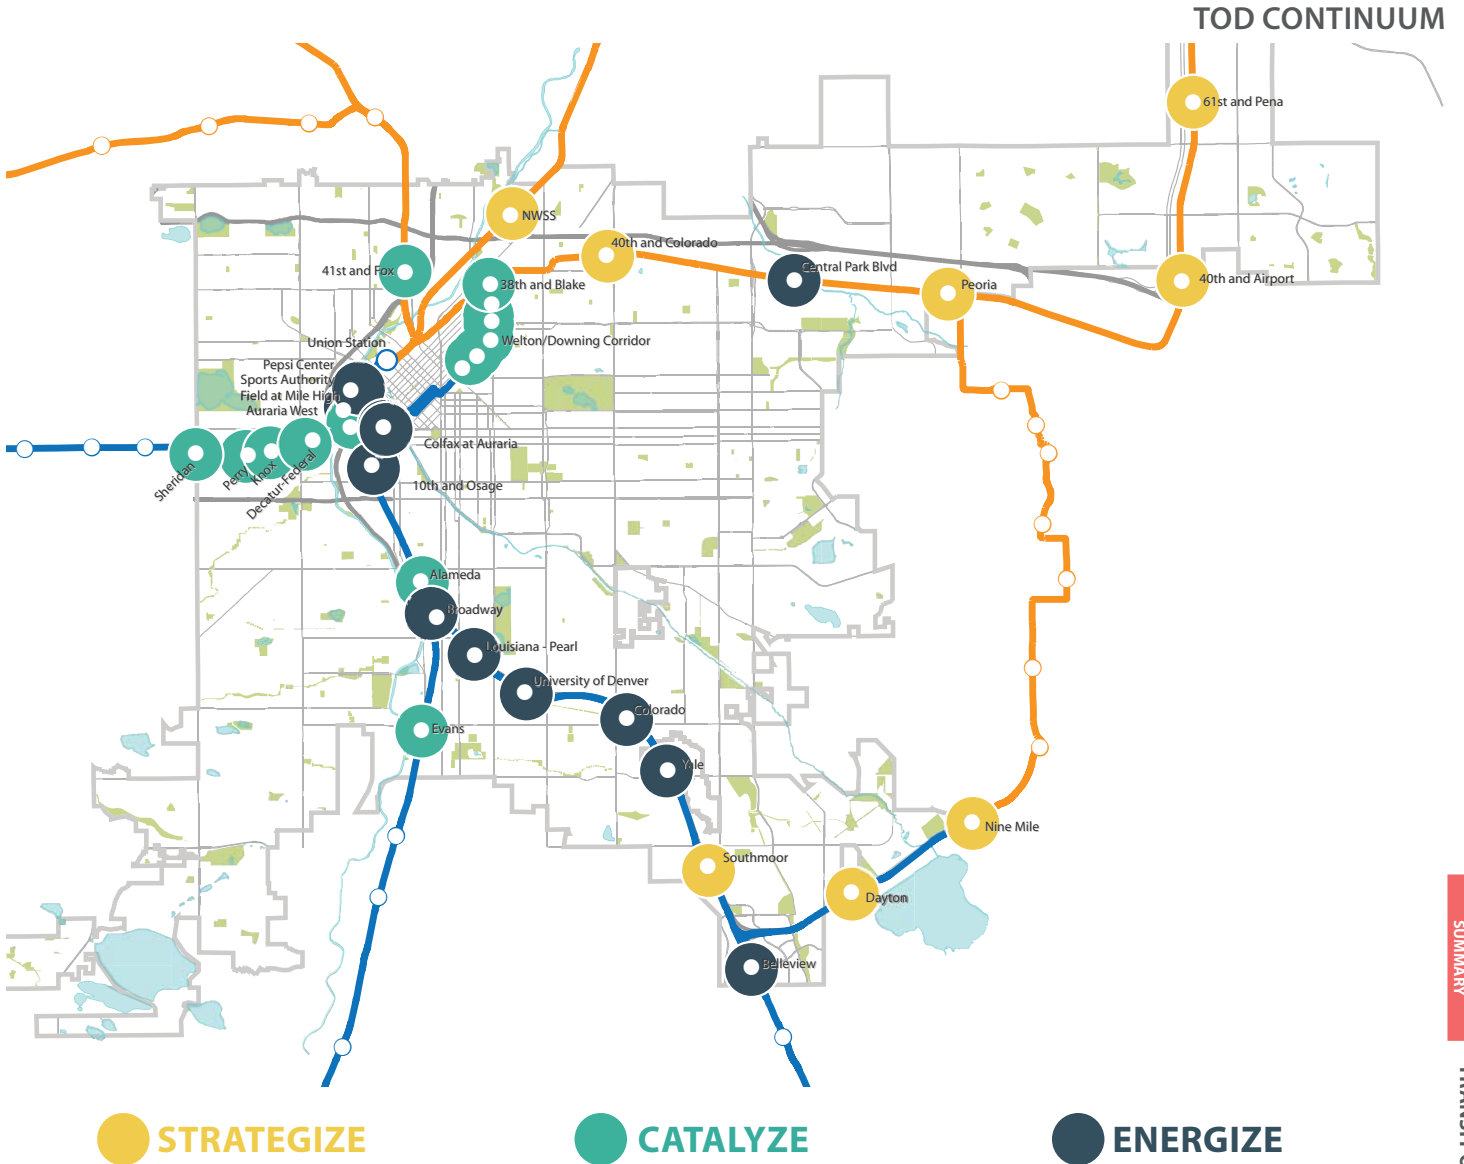 TOD CONTINUUM
61st and Pena
NWSS
40th and Colorado
41st and Fox
Central Park Blvd
38th and Blake
Peoria
40th and Airport
Union Station
Welton/Downing Corridor
Pepsi Center
Sports Authority
Field at Mile High
Auraria West
Colfax at Auraria
Sheridan
Perry
Knox
Decatur-Federal
10th and Osage
Alameda
Broadway
Louisiana - Pearl
University of Denver
Colorado
Evans
Yale
Nine Mile
Southmoor
Dayton
Belleview
SUMMARY
STRATEGIZE
CATALYZE
ENERGIZE